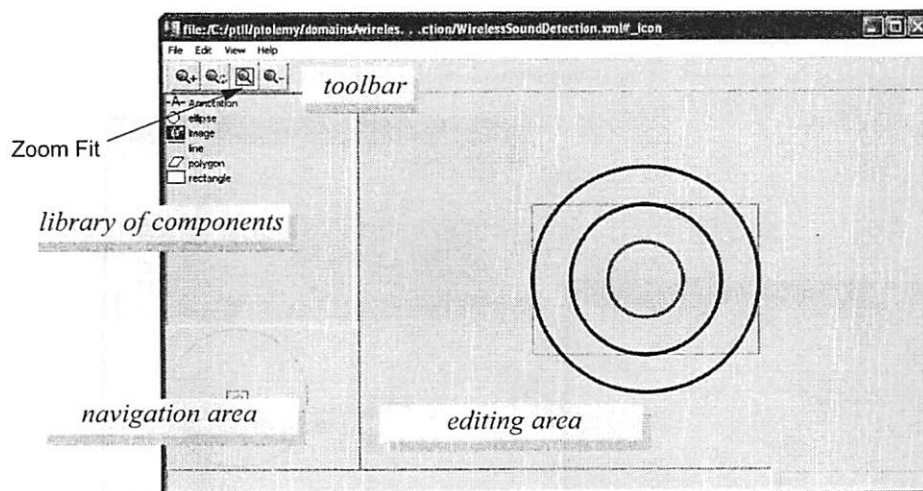 file:/C:/ptII/ptolemy/domains/wireles. . .ction/WirelessSoundDetection.xml#_icon
File Edit View Help
toolbar
Annotation
ellipse
Image
line
polygon
rectangle
Zoom Fit
library of components
navigation area
editing area